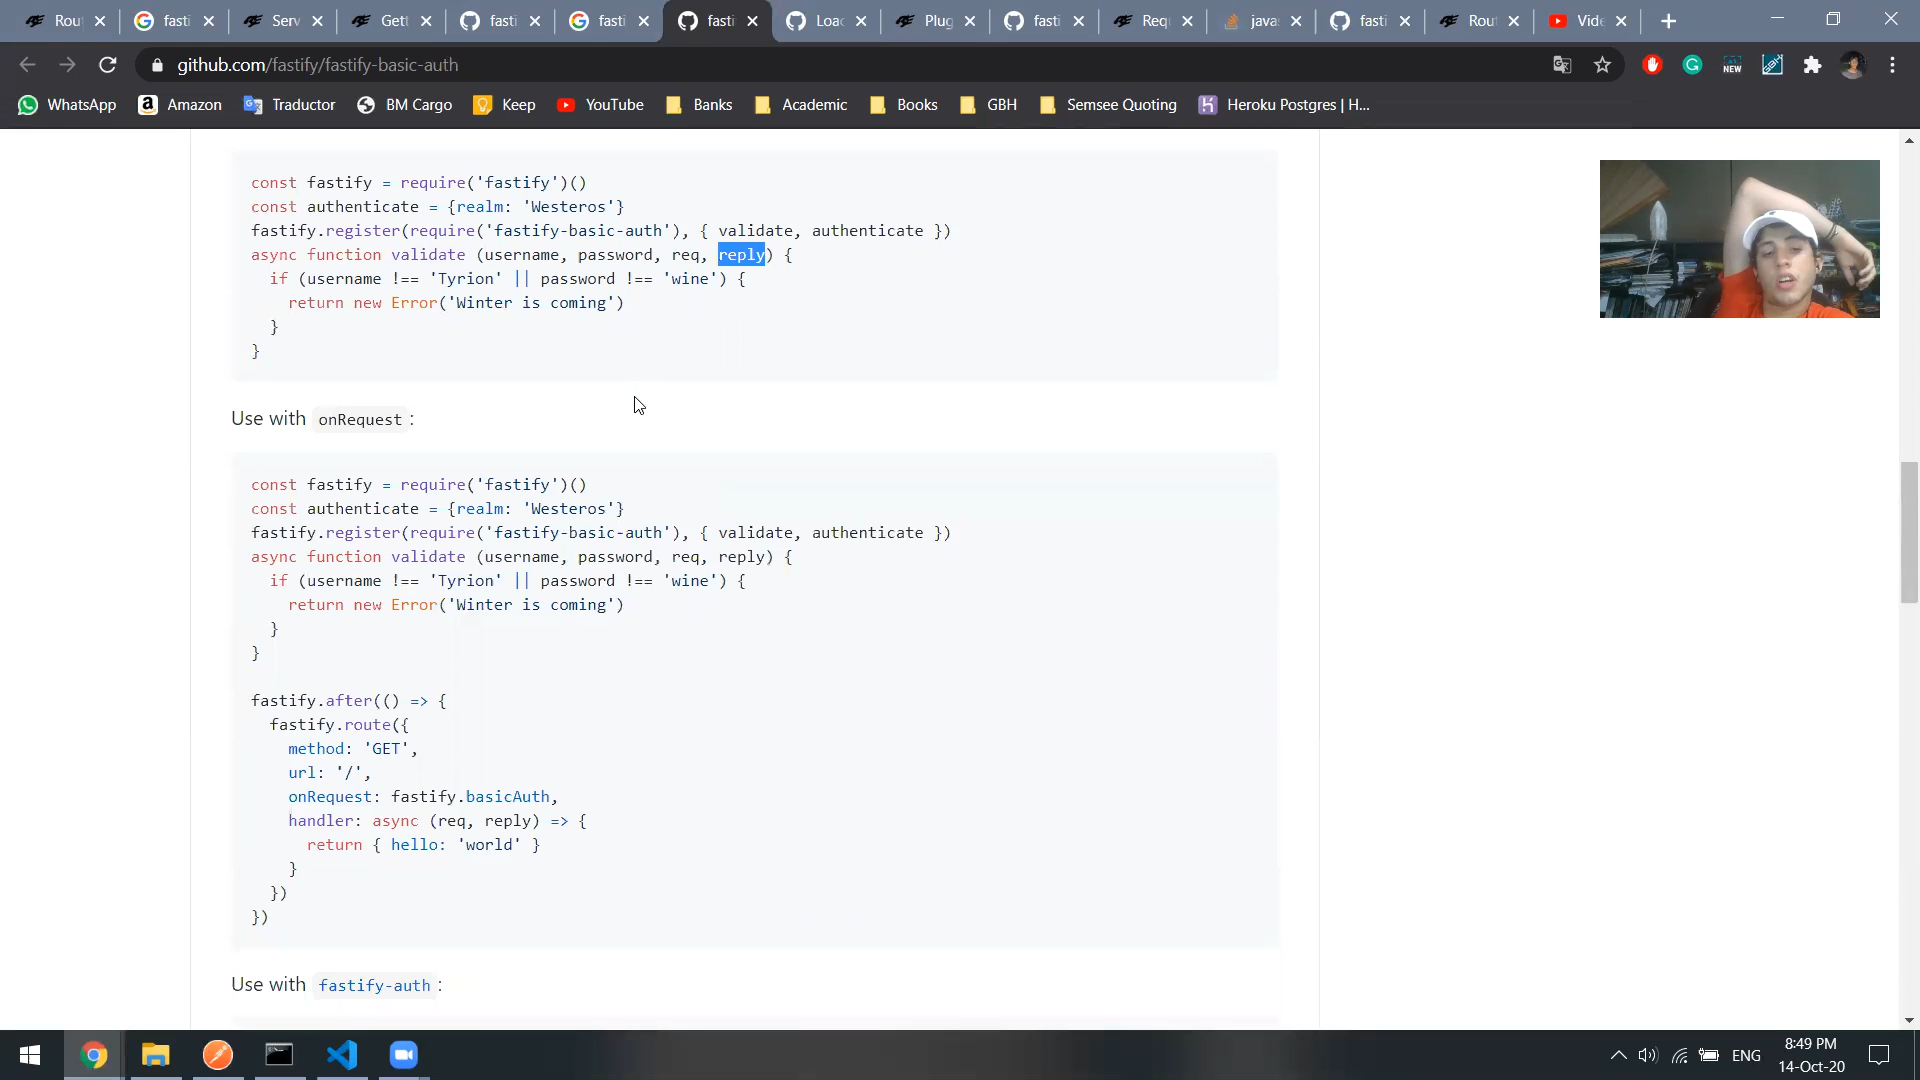 Rout
fasti
Serv
Gett
fasti
fasti
fasti
Load
Plug
fasti
Req
javas
fasti
Rout
Vide
github.com/fastify/fastify-basic-auth
NEW
WhatsApp
Amazon
Traductor
BM Cargo
Keep
YouTube
Banks
Academic
Books
GBH
Semsee Quoting
Heroku Postgres | H...
const fastify = require('fastify')()
const authenticate = {realm: 'Westeros'}
fastify.register(require('fastify-basic-auth'), { validate, authenticate })
async function validate (username, password, req, reply) {
if (username !== 'Tyrion' || password !== 'wine') {
return new Error('Winter is coming')
}
}
Use with onRequest :
const fastify = require('fastify')()
const authenticate = {realm: 'Westeros'}
fastify.register(require('fastify-basic-auth'), { validate, authenticate })
async function validate (username, password, req, reply) {
if (username !== 'Tyrion' || password !== 'wine') {
return new Error('Winter is coming')
}
}
fastify.after(() => {
fastify.route({
method: 'GET',
url: '/',
onRequest: fastify.basicAuth,
handler: async (req, reply) => {
return { hello: 'world' }
}
})
})
Use with fastify-auth :
ENG
8:49 PM
14-Oct-20